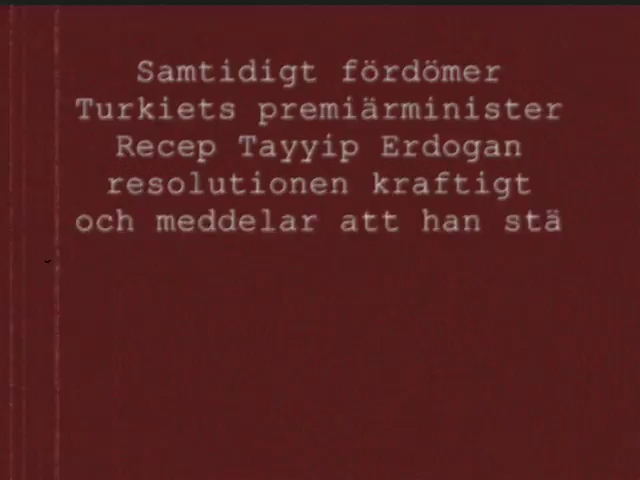 Samtidigt fördömer
Turkiets premiärminister
Recep Tayyip Erdogan
resolutionen kraftigt
och meddelar att han stä